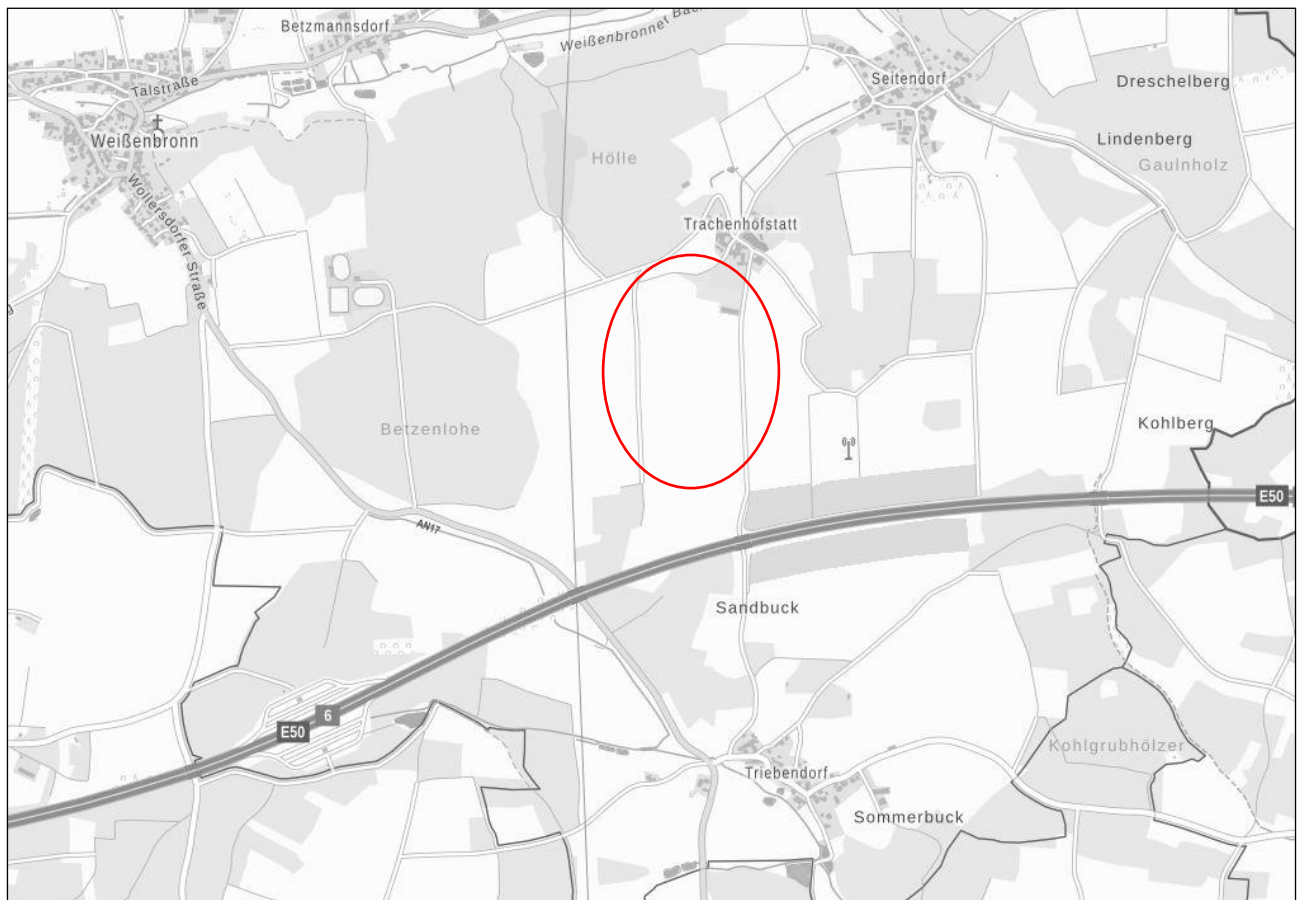 Betzmannsdorf
Weißenbronner Bach
Talstraße
Seitendorf
Dreschelberg
Weißenbronn
Lindenberg
Hölle
Gaulnholz
Wollersdorfer Straße
Trachenhofstatt
Betzenlohe
Kohlberg
E50
AN17
Sandbuck
6
E50
Kohlgrubhölzer
Triebendorf
Sommerbuck